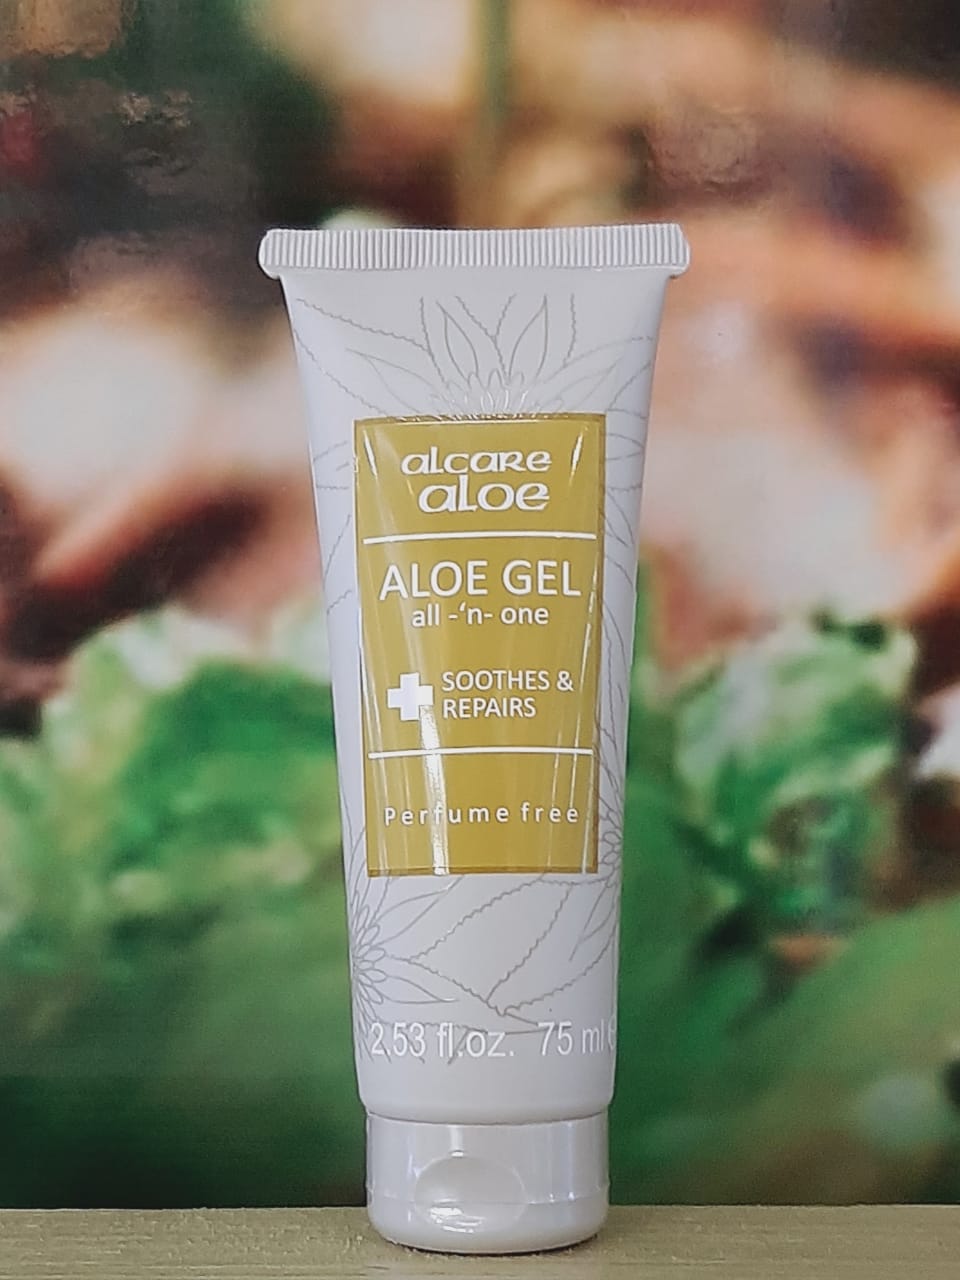 alcare
aloe
ALOE GEL
all -‘n- one
SOOTHES &
REPAIRS
Perfume free
2.53 fl.oz. 75 ml e